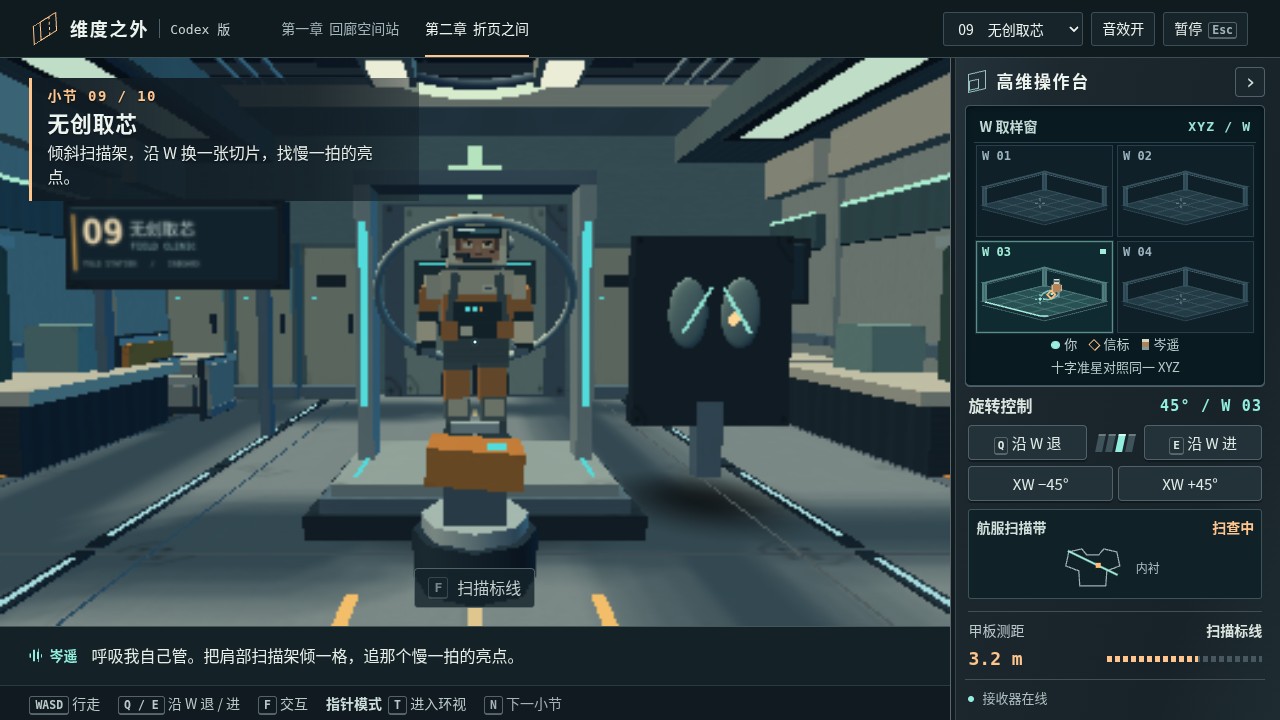 维度之外 Codex 版 第一章 回廊空间站 第二章 折页之间 09 无创取芯 音效开 暂停 Esc
小节 09 / 10
无创取芯
倾斜扫描架，沿 W 换一张切片，找慢一拍的亮
点。
09 无创取芯
FIELD CLINIC
F 扫描标线
岑遥 呼吸我自己管。把肩部扫描架倾一格，追那个慢一拍的亮点。
WASD 行走 Q / E 沿 W 退 / 进 F 交互 指针模式 T 进入环视 N 下一小节
高维操作台 ›
W 取样窗 XYZ / W
W 01 W 02
W 03 W 04
你 信标 岑遥
十字准星对照同一 XYZ
旋转控制 45° / W 03
Q 沿 W 退 E 沿 W 进
XW −45° XW +45°
航服扫描带 扫查中
内衬
甲板测距 扫描标线
3.2 m
接收器在线